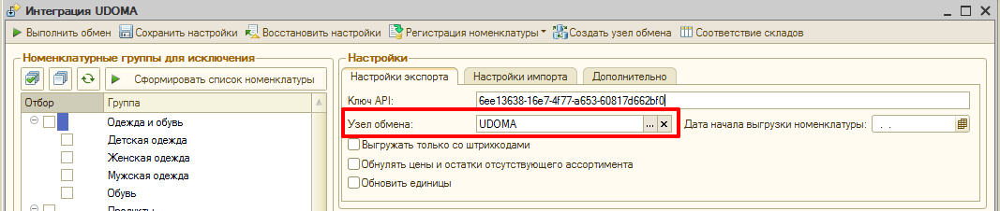 Интеграция UDOMA
Выполнить обмен Сохранить настройки Восстановить настройки Регистрация номенклатуры Создать узел обмена Соответствие складов
Номенклатурные группы для исключения
Сформировать список номенклатуры
Отбор Группа
Одежда и обувь
Детская одежда
Женская одежда
Мужская одежда
Обувь
Продукты
Настройки
Настройки экспорта Настройки импорта Дополнительно
Ключ API: 6ee13638-16e7-4f77-a653-60817d662bf0
Узел обмена: UDOMA ... Дата начала выгрузки номенклатуры: . .
Выгружать только со штрихкодами
Обнулять цены и остатки отсутствующего ассортимента
Обновить единицы